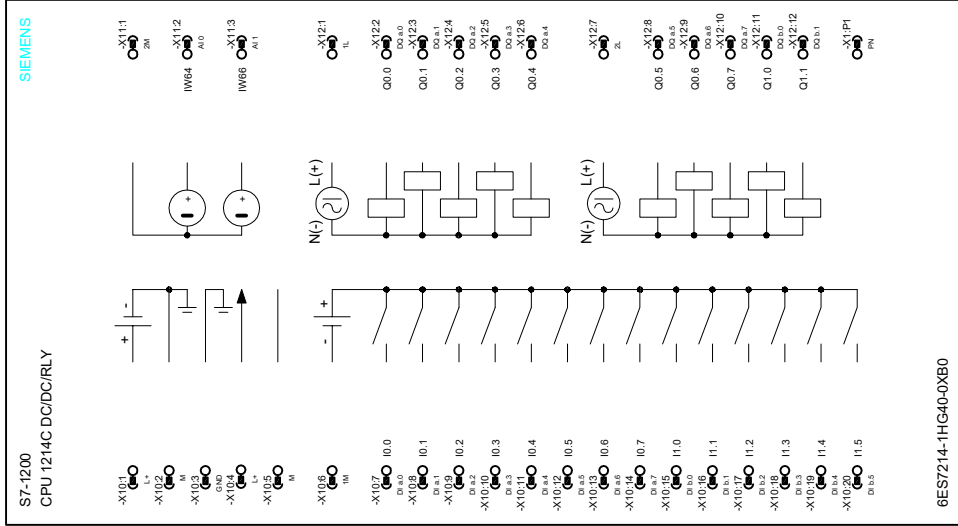 S7-1200
SIEMENS
CPU 1214C DC/DC/RLY
-X10:1
L+
+
-
-X11:1
2M
-X10:2
M
IW64
-X11:2
AI 0
+
-X10:3
GND
-X10:4
L+
IW66
-X11:3
AI 1
+
-X10:5
M
-X10:6
1M
-
+
N(-)
L(+)
-X12:1
1L
-X10:7
DI a.0
I0.0
Q0.0
-X12:2
DQ a.0
-X10:8
DI a.1
I0.1
Q0.1
-X12:3
DQ a.1
-X10:9
DI a.2
I0.2
Q0.2
-X12:4
DQ a.2
-X10:10
DI a.3
I0.3
Q0.3
-X12:5
DQ a.3
-X10:11
DI a.4
I0.4
Q0.4
-X12:6
DQ a.4
-X10:12
DI a.5
I0.5
-X10:13
DI a.6
I0.6
N(-)
L(+)
-X12:7
2L
-X10:14
DI a.7
I0.7
Q0.5
-X12:8
DQ a.5
-X10:15
DI b.0
I1.0
Q0.6
-X12:9
DQ a.6
-X10:16
DI b.1
I1.1
Q0.7
-X12:10
DQ a.7
-X10:17
DI b.2
I1.2
Q1.0
-X12:11
DQ b.0
-X10:18
DI b.3
I1.3
Q1.1
-X12:12
DQ b.1
-X10:19
DI b.4
I1.4
-X10:20
DI b.5
I1.5
-X1:P1
PN
6ES7214-1HG40-0XB0